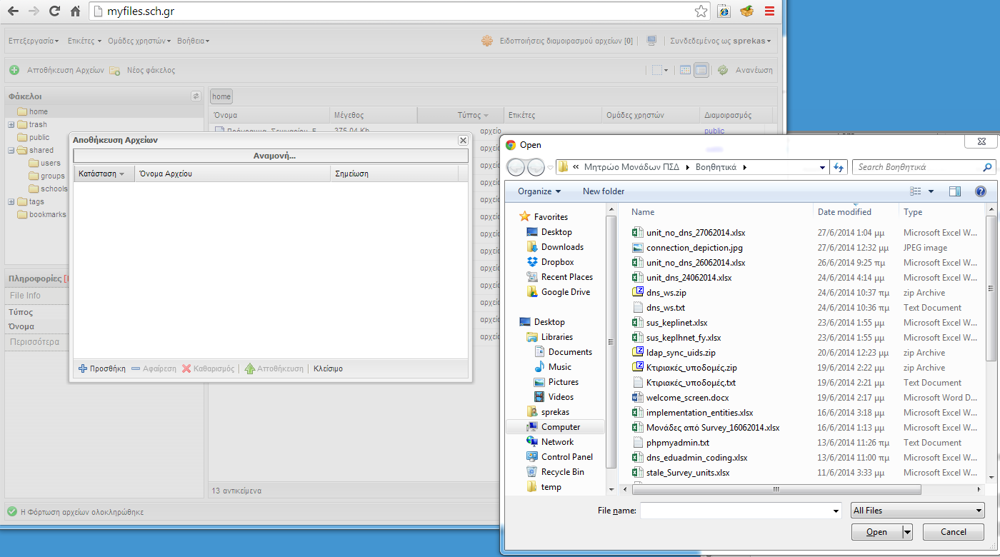 myfiles.sch.gr
Επεξεργασία Ετικέτες Ομάδες χρηστών Βοήθεια Ειδοποιήσεις διαμοιρασμού αρχείων [0] Συνδεδεμένος ως sprekas
Αποθήκευση Αρχείων Νέος φάκελος Ανανέωση
Φάκελοι
home
trash
public
shared
users
groups
schools
tags
bookmarks
home
Όνομα Μέγεθος Τύπος Ετικέτες Ομάδες χρηστών Διαμοιρασμός
375.04 Kb αρχείο public
Πληροφορίες
File Info
Τύπος
Όνομα
Περισσότερα
13 αντικείμενα
Η Φόρτωση αρχείων ολοκληρώθηκε
Αποθήκευση Αρχείων
Αναμονή...
Κατάσταση Όνομα Αρχείου Σημείωση
Προσθήκη Αφαίρεση Καθαρισμός Αποθήκευση Κλείσιμο
Open
« Μητρώο Μονάδων ΠΣΔ Βοηθητικά Search Βοηθητικά
Organize New folder
Favorites
Desktop
Downloads
Dropbox
Recent Places
Google Drive
Desktop
Libraries
Documents
Music
Pictures
Videos
sprekas
Computer
Network
Control Panel
Recycle Bin
temp
Name Date modified Type
unit_no_dns_27062014.xlsx 27/6/2014 1:04 μμ Microsoft Excel W...
connection_depiction.jpg 27/6/2014 12:32 μμ JPEG image
unit_no_dns_26062014.xlsx 26/6/2014 9:25 πμ Microsoft Excel W...
unit_dns_24062014.xlsx 24/6/2014 4:14 μμ Microsoft Excel W...
dns_ws.zip 24/6/2014 10:37 πμ zip Archive
dns_ws.txt 24/6/2014 10:36 πμ Text Document
sus_keplinet.xlsx 23/6/2014 1:55 μμ Microsoft Excel W...
sus_keplhnet_fy.xlsx 23/6/2014 1:55 μμ Microsoft Excel W...
ldap_sync_uids.zip 20/6/2014 12:23 μμ zip Archive
Κτιριακές_υποδομές.zip 19/6/2014 2:22 μμ zip Archive
Κτιριακές_υποδομές.txt 19/6/2014 2:21 μμ Text Document
welcome_screen.docx 19/6/2014 2:17 μμ Microsoft Word D...
implementation_entities.xlsx 16/6/2014 3:18 μμ Microsoft Excel W...
Μονάδες από Survey_16062014.xlsx 16/6/2014 1:13 μμ Microsoft Excel W...
phpmyadmin.txt 13/6/2014 11:26 πμ Text Document
dns_eduadmin_coding.xlsx 13/6/2014 11:00 πμ Microsoft Excel W...
stale_Survey_units.xlsx 11/6/2014 3:33 μμ Microsoft Excel W...
File name: All Files
Open Cancel